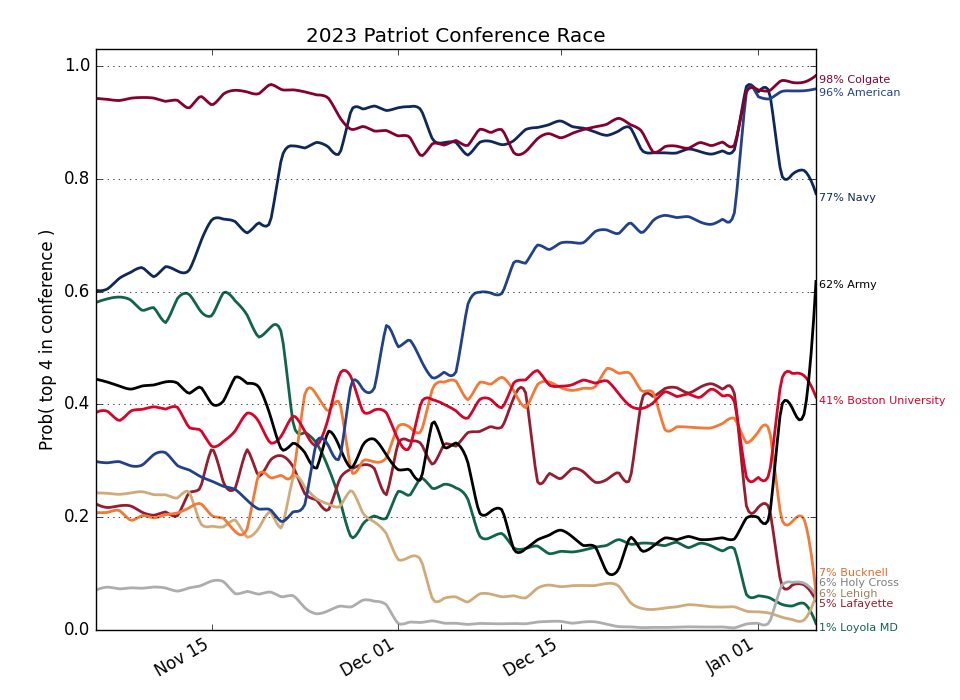 2023 Patriot Conference Race
1.0
0.8
0.6
0.4
0.2
0.0
Prob( top 4 in conference )
Nov 15
Dec 01
Dec 15
Jan 01
98% Colgate
96% American
77% Navy
62% Army
41% Boston University
7% Bucknell
6% Holy Cross
6% Lehigh
5% Lafayette
1% Loyola MD